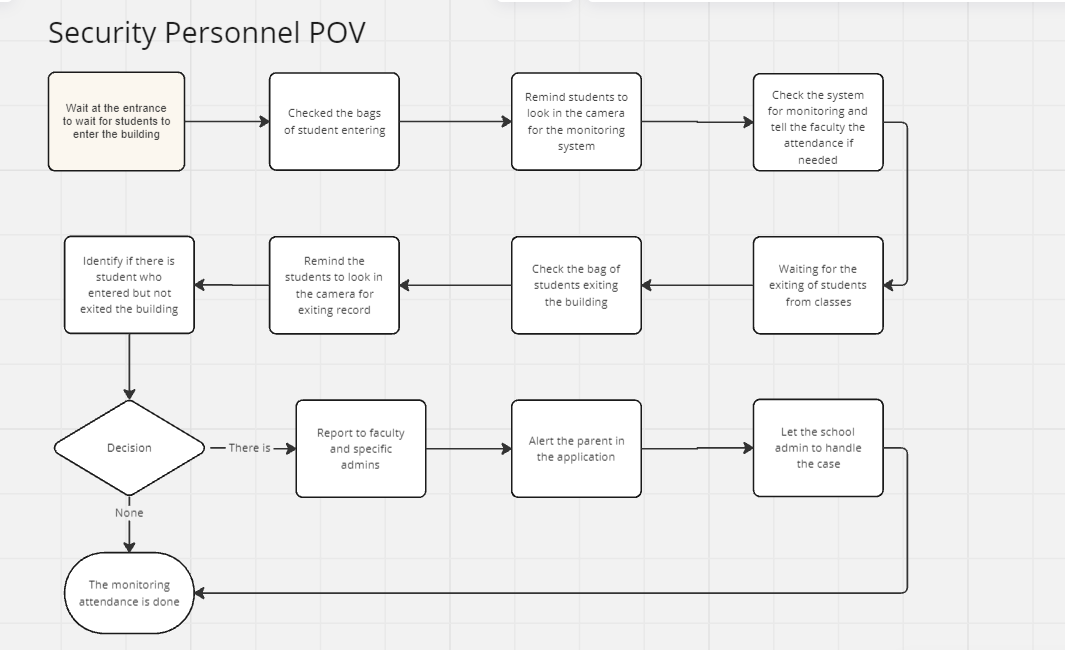 Security Personnel POV
Wait at the entrance
to wait for students to
enter the building
Checked the bags
of student entering
Remind students to
look in the camera
for the monitoring
system
Check the system
for monitoring and
tell the faculty the
attendance if
needed
Identify if there is
student who
entered but not
exited the building
Remind the
students to look in
the camera for
exiting record
Check the bag of
students exiting
the building
Waiting for the
exiting of students
from classes
Decision
There is
Report to faculty
and specific
admins
Alert the parent in
the application
Let the school
admin to handle
the case
None
The monitoring
attendance is done